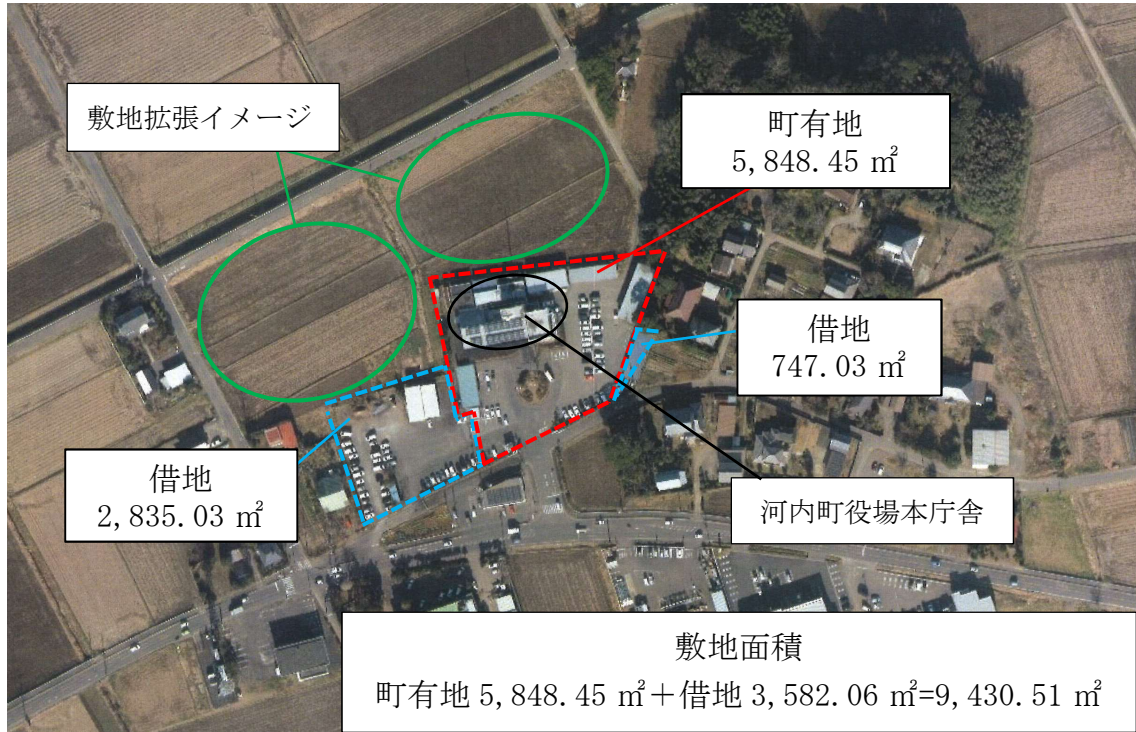 敷地拡張イメージ
町有地
5,848.45 ㎡
借地
747.03 ㎡
借地
2,835.03 ㎡
河内町役場本庁舎
敷地面積
町有地 5,848.45 ㎡＋借地 3,582.06 ㎡=9,430.51 ㎡